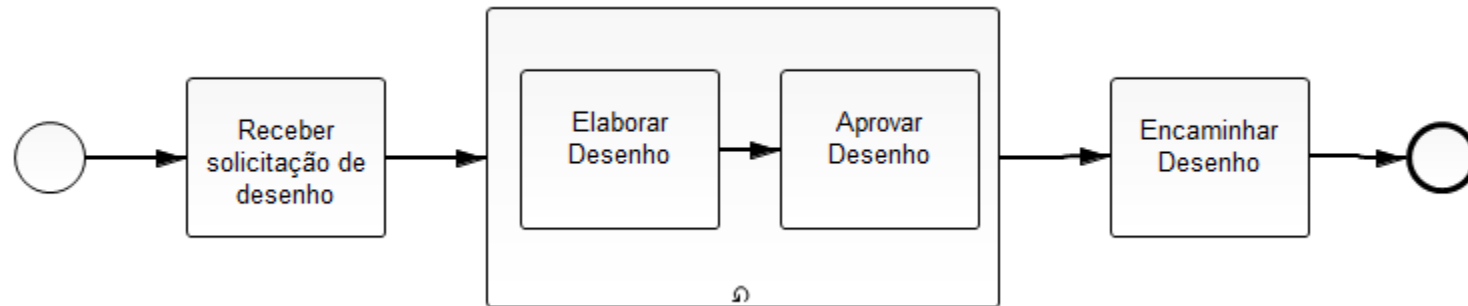 Receber
solicitação de
desenho
Elaborar
Desenho
Aprovar
Desenho
Encaminhar
Desenho